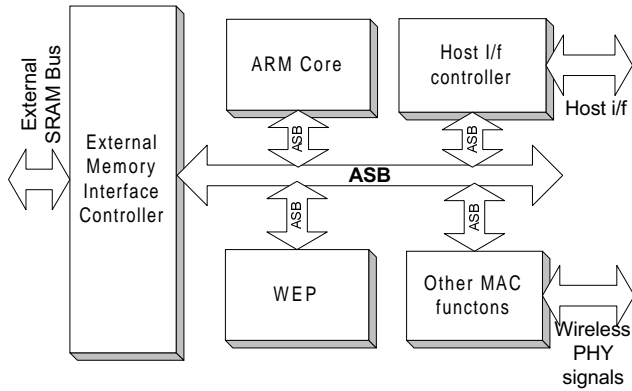 External
SRAM Bus
External
Memory
Interface
Controller
ARM Core
Host I/f
controller
Host i/f
ASB
ASB
ASB
ASB
ASB
WEP
Other MAC
functons
Wireless
PHY
signals